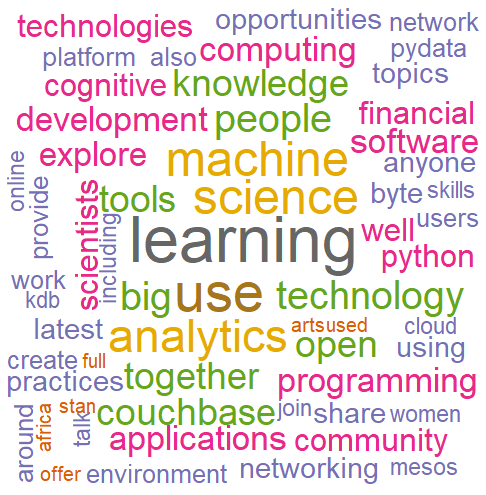 technologies opportunities network
platform also computing pydata
cognitive knowledge topics
development people financial
explore machine software
anyone
online provide scientists tools science byte skills
including learning well users
python
work big use technology
kdb
latest analytics artsused cloud
open using
create full together programming
practices
around africa stan talk couchbase join share women
applications community
offer environment networking mesos